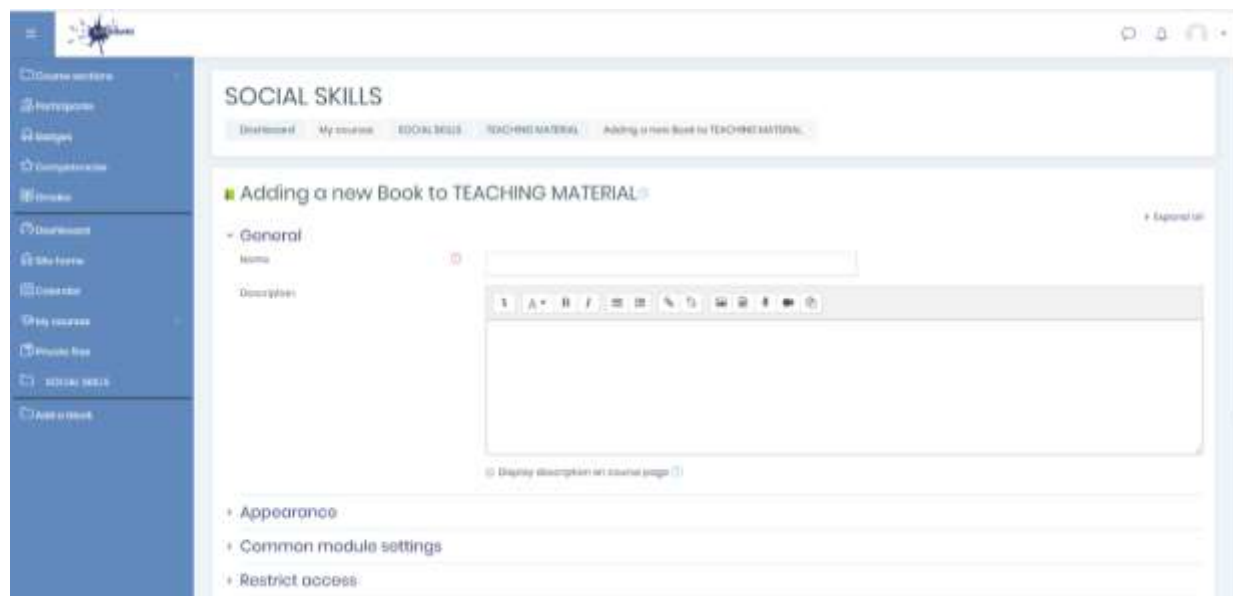 Course sections
Participants
Badges
Competencies
Grades
Dashboard
Site home
Calendar
My courses
Private files
SOCIAL SKILLS
Add a block
SOCIAL SKILLS
Dashboard My courses SOCIAL SKILLS TEACHING MATERIAL Adding a new Book to TEACHING MATERIAL
Adding a new Book to TEACHING MATERIAL
Expand all
General
Name
Description
Display description on course page
Appearance
Common module settings
Restrict access